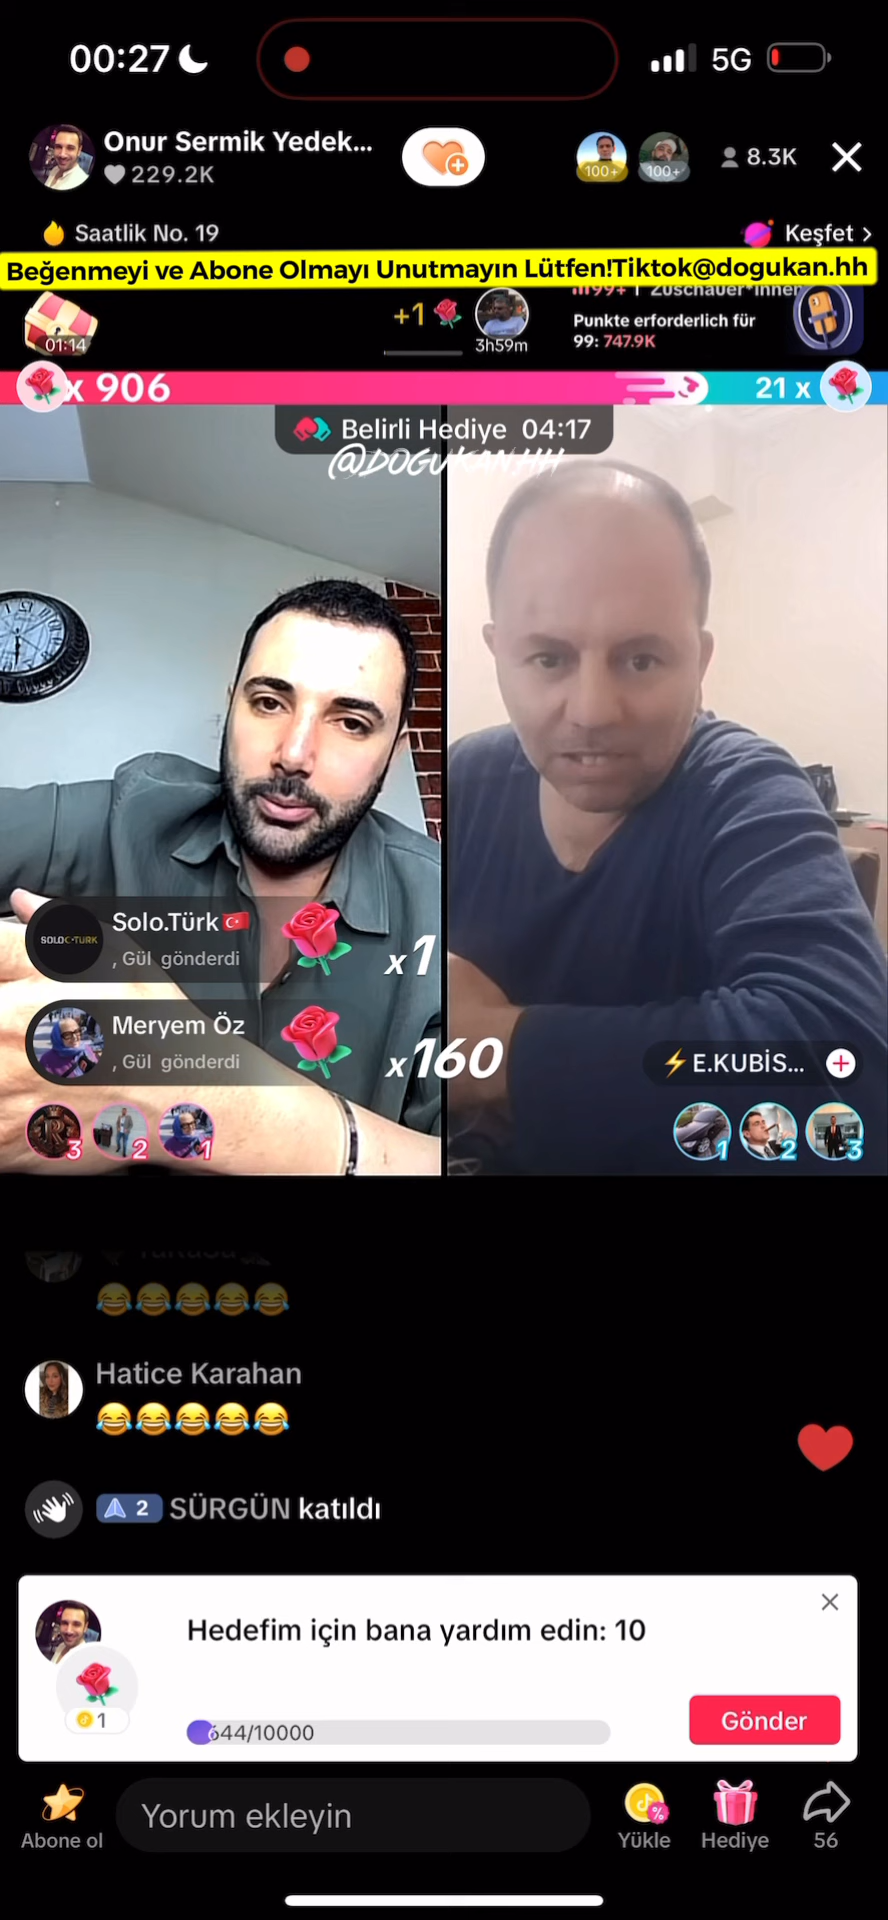 00:27
5G
Onur Sermik Yedek...
229.2K
100+
100+
8.3K
Saatlik No. 19
Keşfet >
Beğenmeyi ve Abone Olmayı Unutmayın Lütfen!Tiktok@dogukan.hh
99+ | Zuschauer*innen
01:14
+1
3h59m
Punkte erforderlich für
99: 747.9K
x 906
21 x
Belirli Hediye 04:17
@DOGUKAN.HH
Solo.Türk
, Gül gönderdi
x1
SOLOTURK
Meryem Öz
, Gül gönderdi
x160
E.KUBİS...
3
2
1
1
2
3
Hatice Karahan
2 SÜRGÜN katıldı
Hedefim için bana yardım edin: 10
1
644/10000
Gönder
Abone ol
Yorum ekleyin
Yükle
Hediye
56